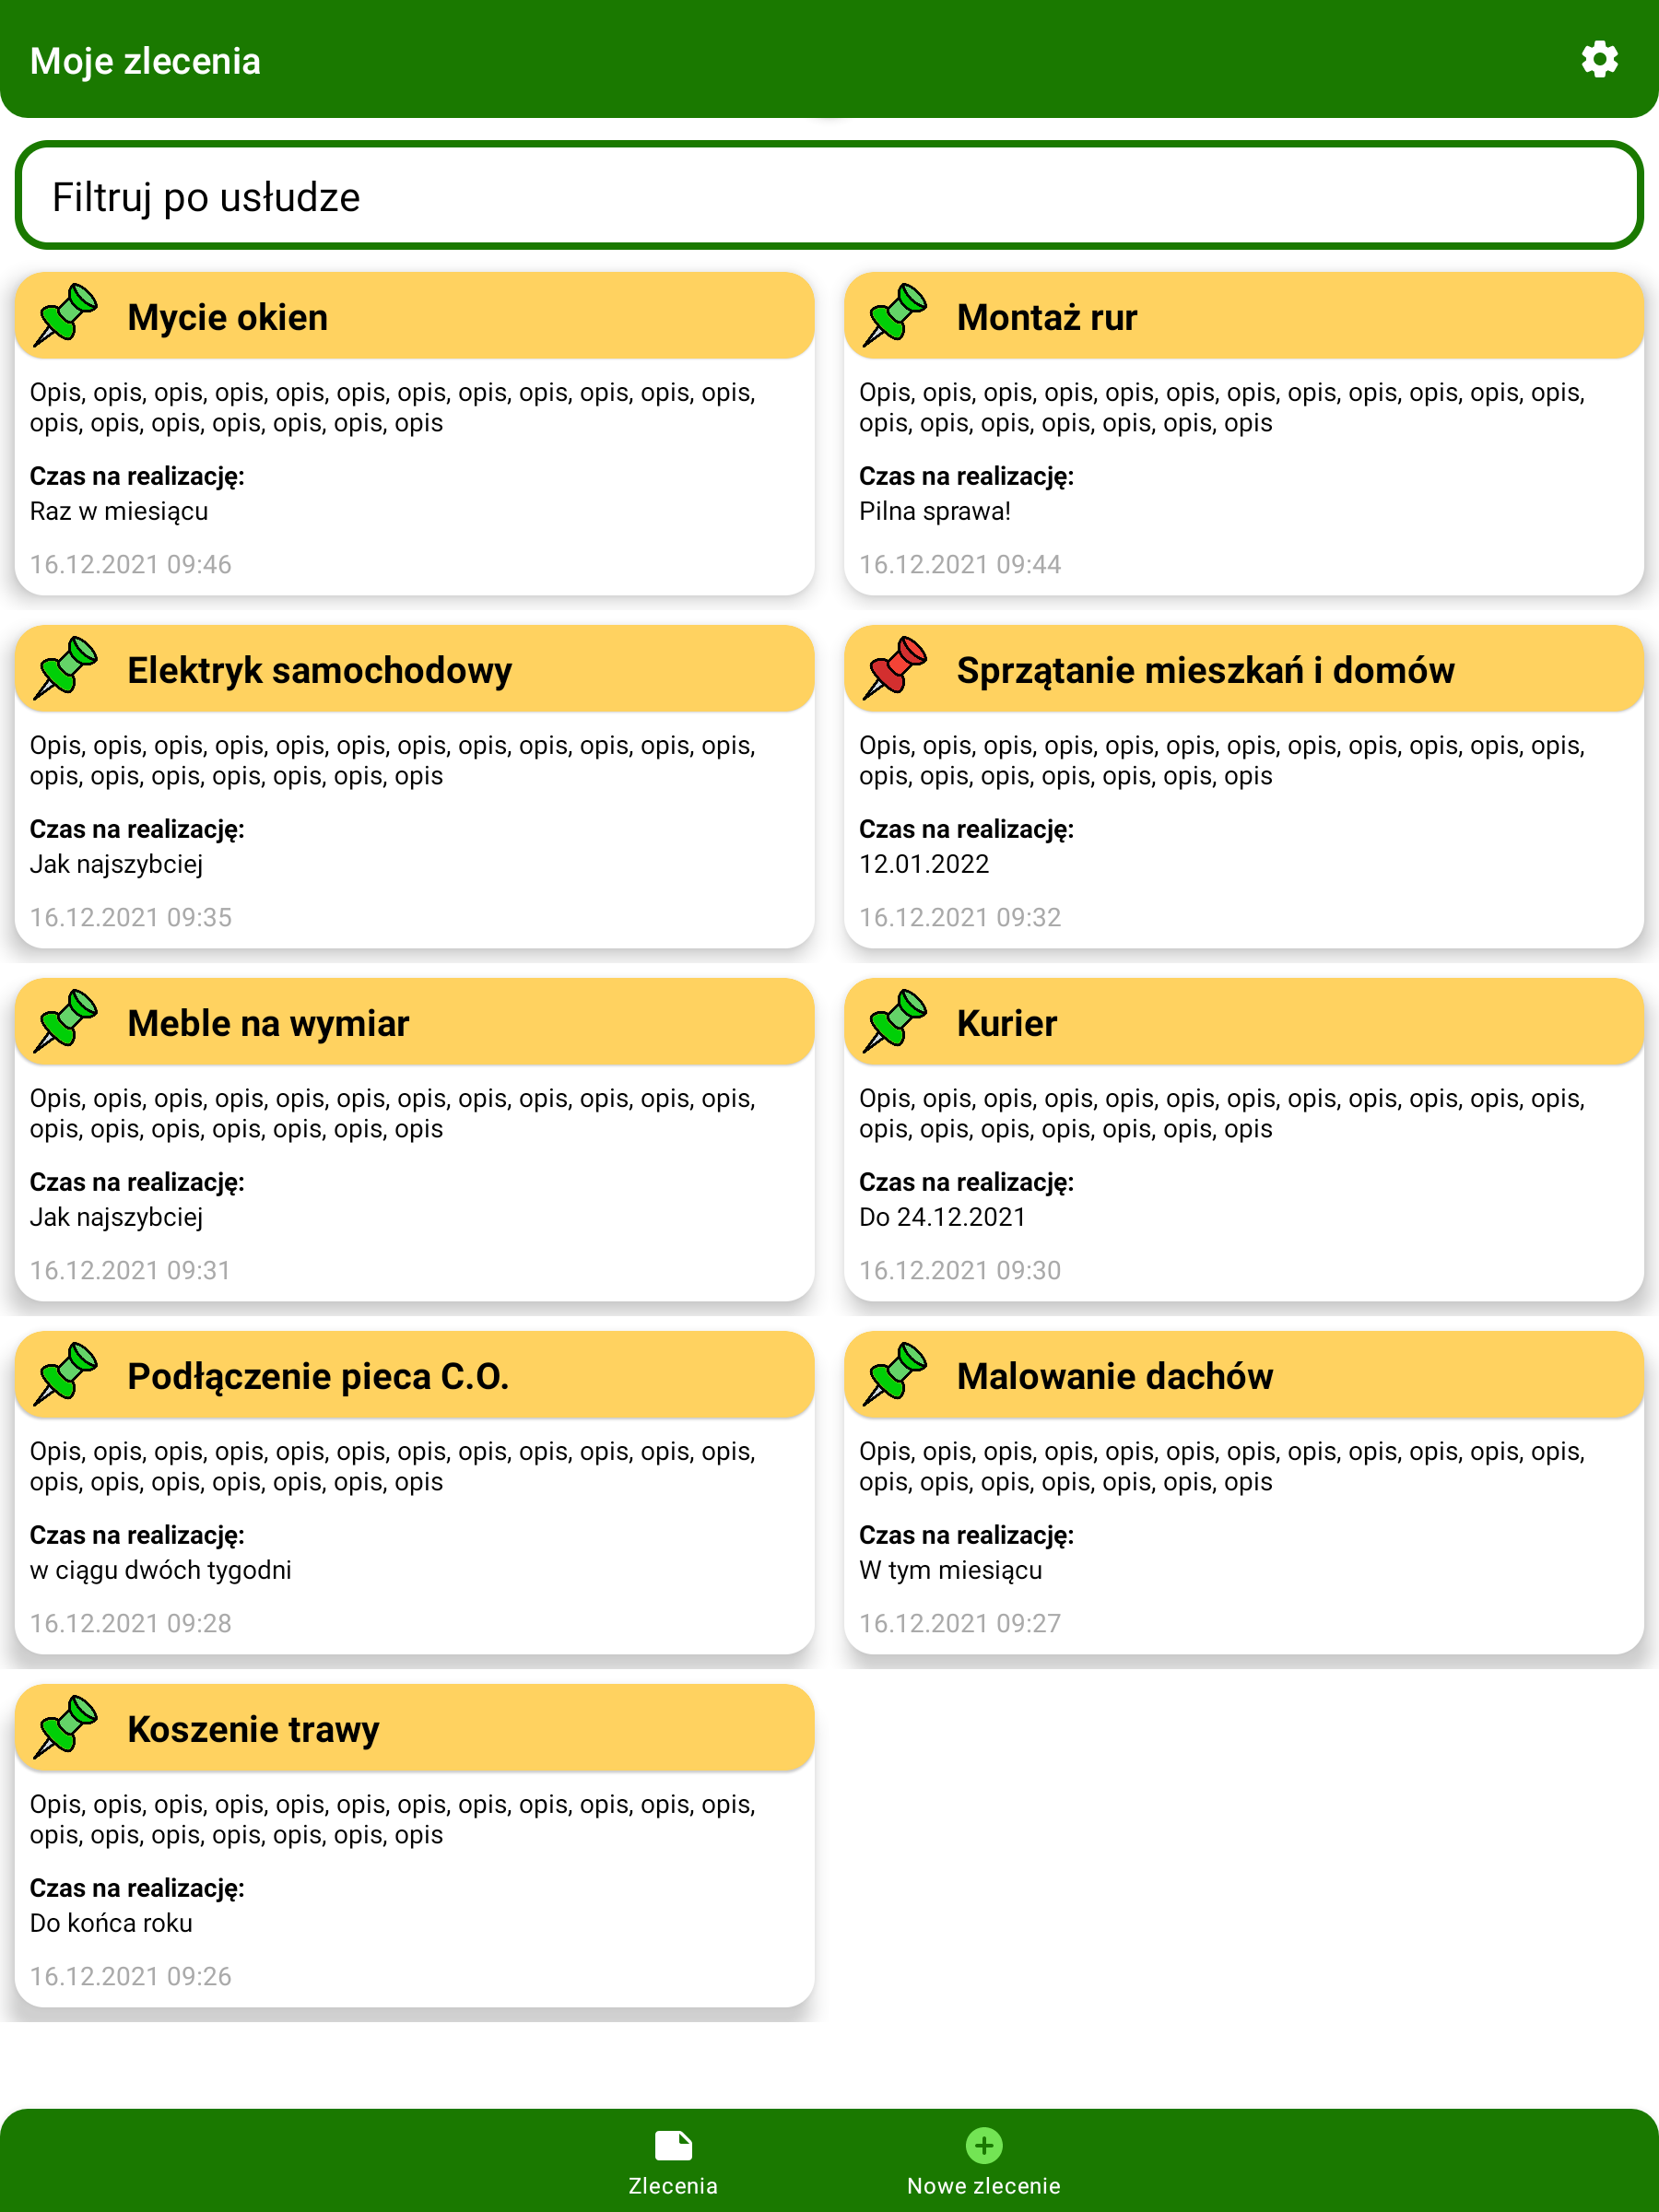 Moje zlecenia
Filtruj po usłudze
Mycie okien
Opis, opis, opis, opis, opis, opis, opis, opis, opis, opis, opis, opis,
opis, opis, opis, opis, opis, opis, opis
Czas na realizację:
Raz w miesiącu
16.12.2021 09:46
Montaż rur
Opis, opis, opis, opis, opis, opis, opis, opis, opis, opis, opis, opis,
opis, opis, opis, opis, opis, opis, opis
Czas na realizację:
Pilna sprawa!
16.12.2021 09:44
Elektryk samochodowy
Opis, opis, opis, opis, opis, opis, opis, opis, opis, opis, opis, opis,
opis, opis, opis, opis, opis, opis, opis
Czas na realizację:
Jak najszybciej
16.12.2021 09:35
Sprzątanie mieszkań i domów
Opis, opis, opis, opis, opis, opis, opis, opis, opis, opis, opis, opis,
opis, opis, opis, opis, opis, opis, opis
Czas na realizację:
12.01.2022
16.12.2021 09:32
Meble na wymiar
Opis, opis, opis, opis, opis, opis, opis, opis, opis, opis, opis, opis,
opis, opis, opis, opis, opis, opis, opis
Czas na realizację:
Jak najszybciej
16.12.2021 09:31
Kurier
Opis, opis, opis, opis, opis, opis, opis, opis, opis, opis, opis, opis,
opis, opis, opis, opis, opis, opis, opis
Czas na realizację:
Do 24.12.2021
16.12.2021 09:30
Podłączenie pieca C.O.
Opis, opis, opis, opis, opis, opis, opis, opis, opis, opis, opis, opis,
opis, opis, opis, opis, opis, opis, opis
Czas na realizację:
w ciągu dwóch tygodni
16.12.2021 09:28
Malowanie dachów
Opis, opis, opis, opis, opis, opis, opis, opis, opis, opis, opis, opis,
opis, opis, opis, opis, opis, opis, opis
Czas na realizację:
W tym miesiącu
16.12.2021 09:27
Koszenie trawy
Opis, opis, opis, opis, opis, opis, opis, opis, opis, opis, opis, opis,
opis, opis, opis, opis, opis, opis, opis
Czas na realizację:
Do końca roku
16.12.2021 09:26
Zlecenia
Nowe zlecenie